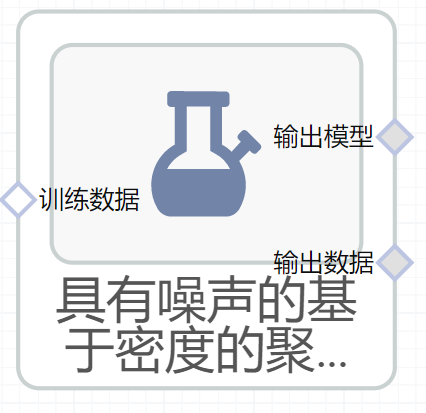 输出模型
训练数据
输出数据
具有噪声的基
于密度的聚...